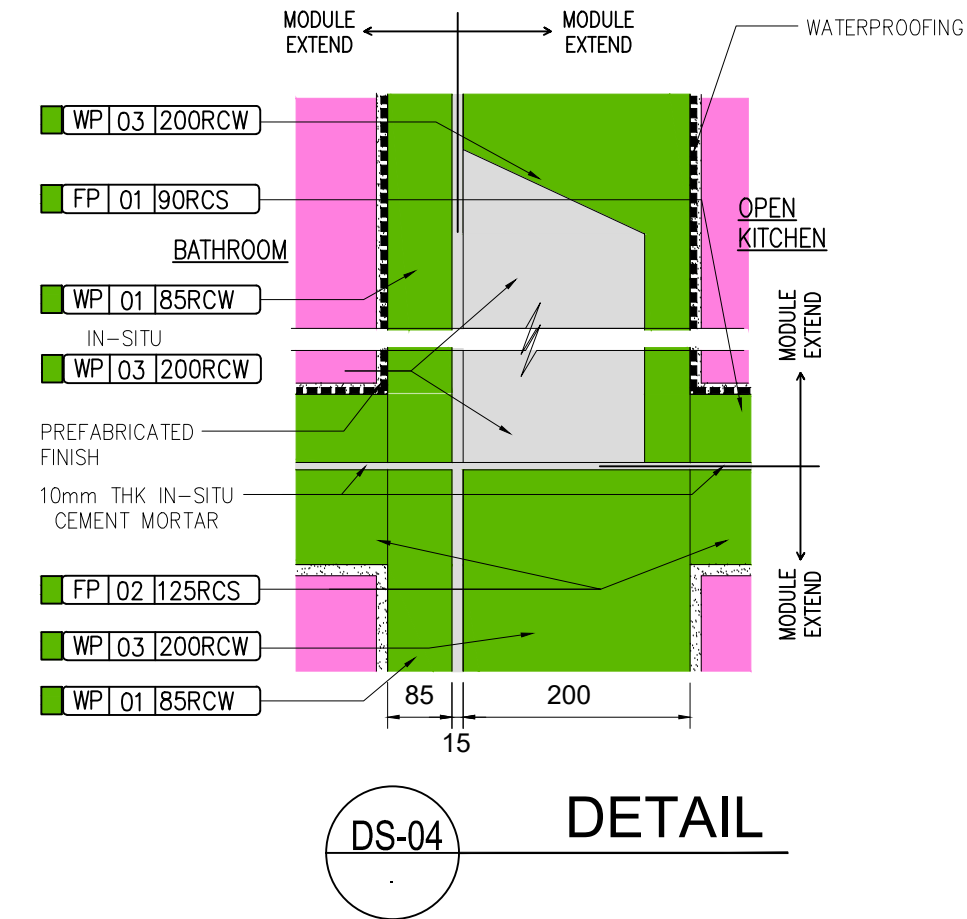 MODULE
EXTEND
MODULE
EXTEND
WATERPROOFING
WP 03 200RCW
FP 01 90RCS
OPEN
KITCHEN
BATHROOM
WP 01 85RCW
IN-SITU
WP 03 200RCW
MODULE
EXTEND
PREFABRICATED
FINISH
10mm THK IN-SITU
CEMENT MORTAR
FP 02 125RCS
MODULE
EXTEND
WP 03 200RCW
WP 01 85RCW
85
200
15
DS-04
DETAIL